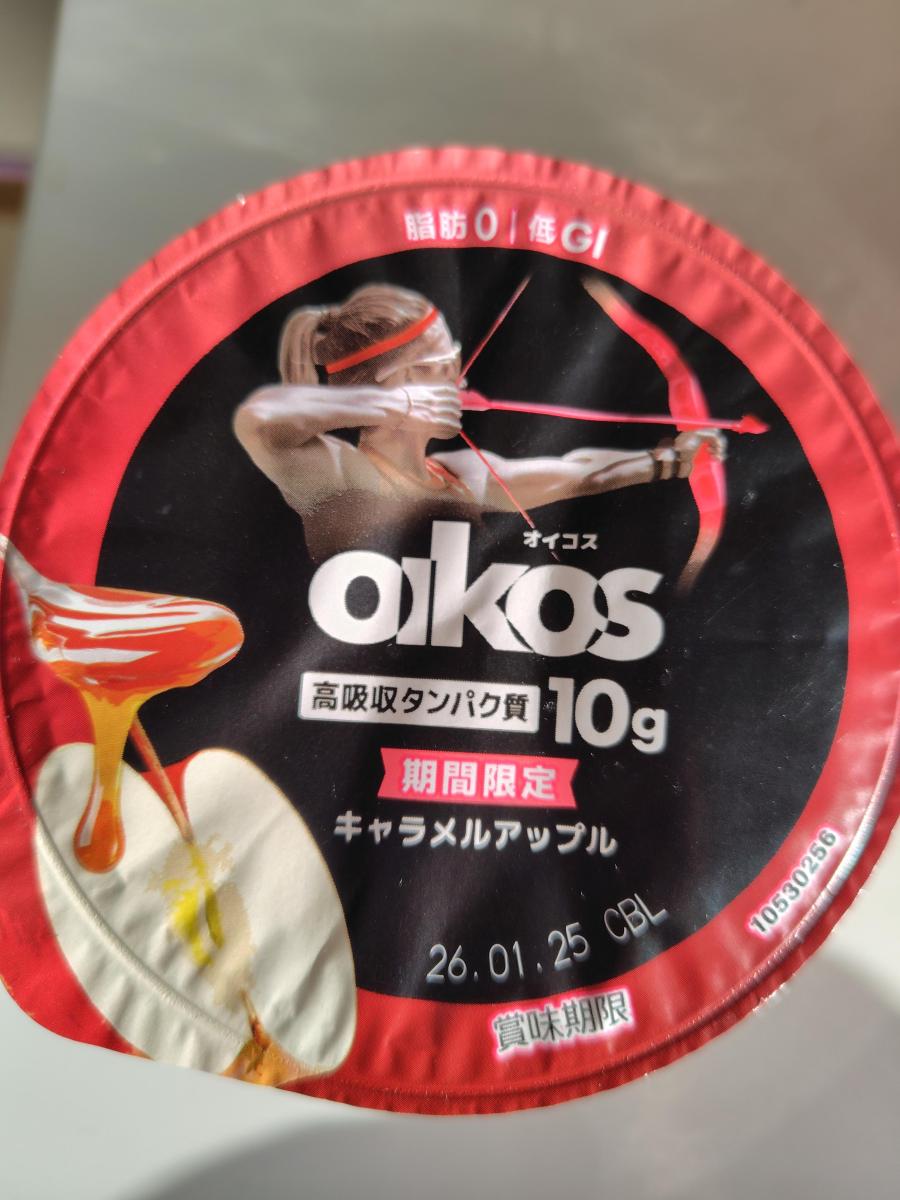 脂肪0|低GI
オイコス
oikos
高吸収タンパク質 10g
期間限定
キャラメルアップル
26.01.25 CBL
10530256
賞味期限